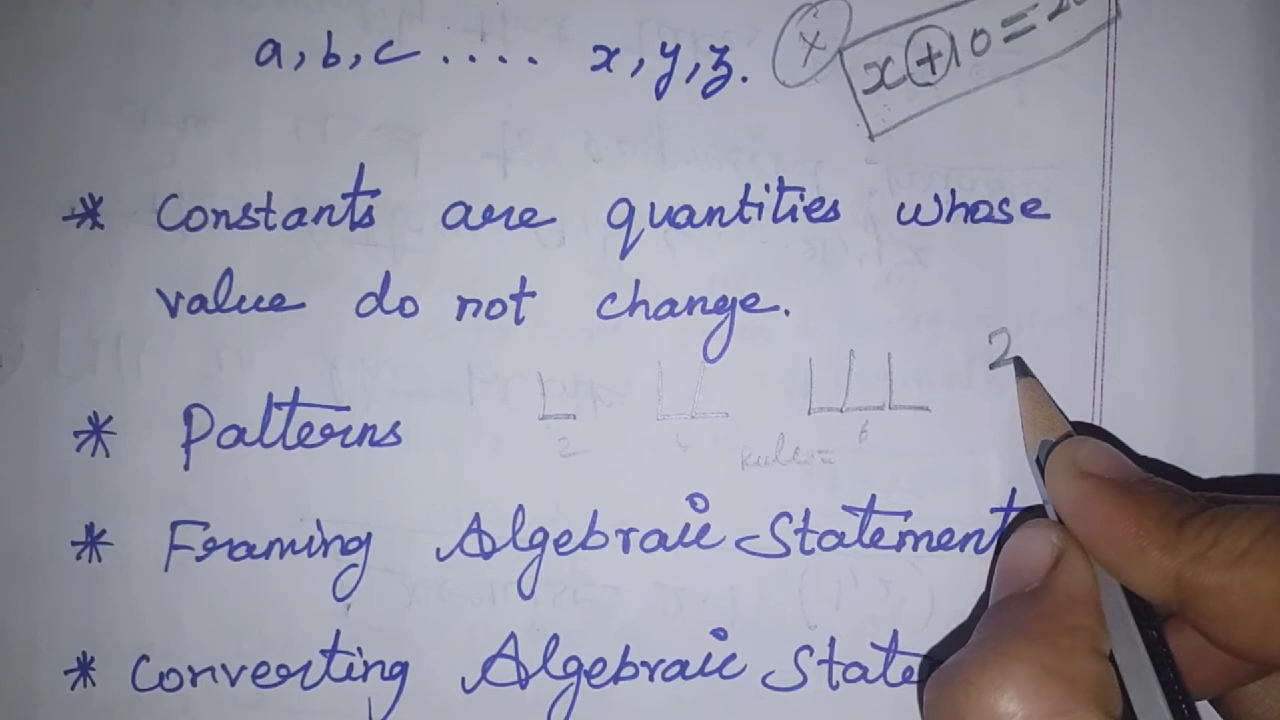 a, b, c .... x, y, z. x
x + 10 =
* Constants are quantities whose
value do not change.
2
* Patterns
2 4 6
Rule =
* Framing Algebraic Statement
* Converting Algebraic State